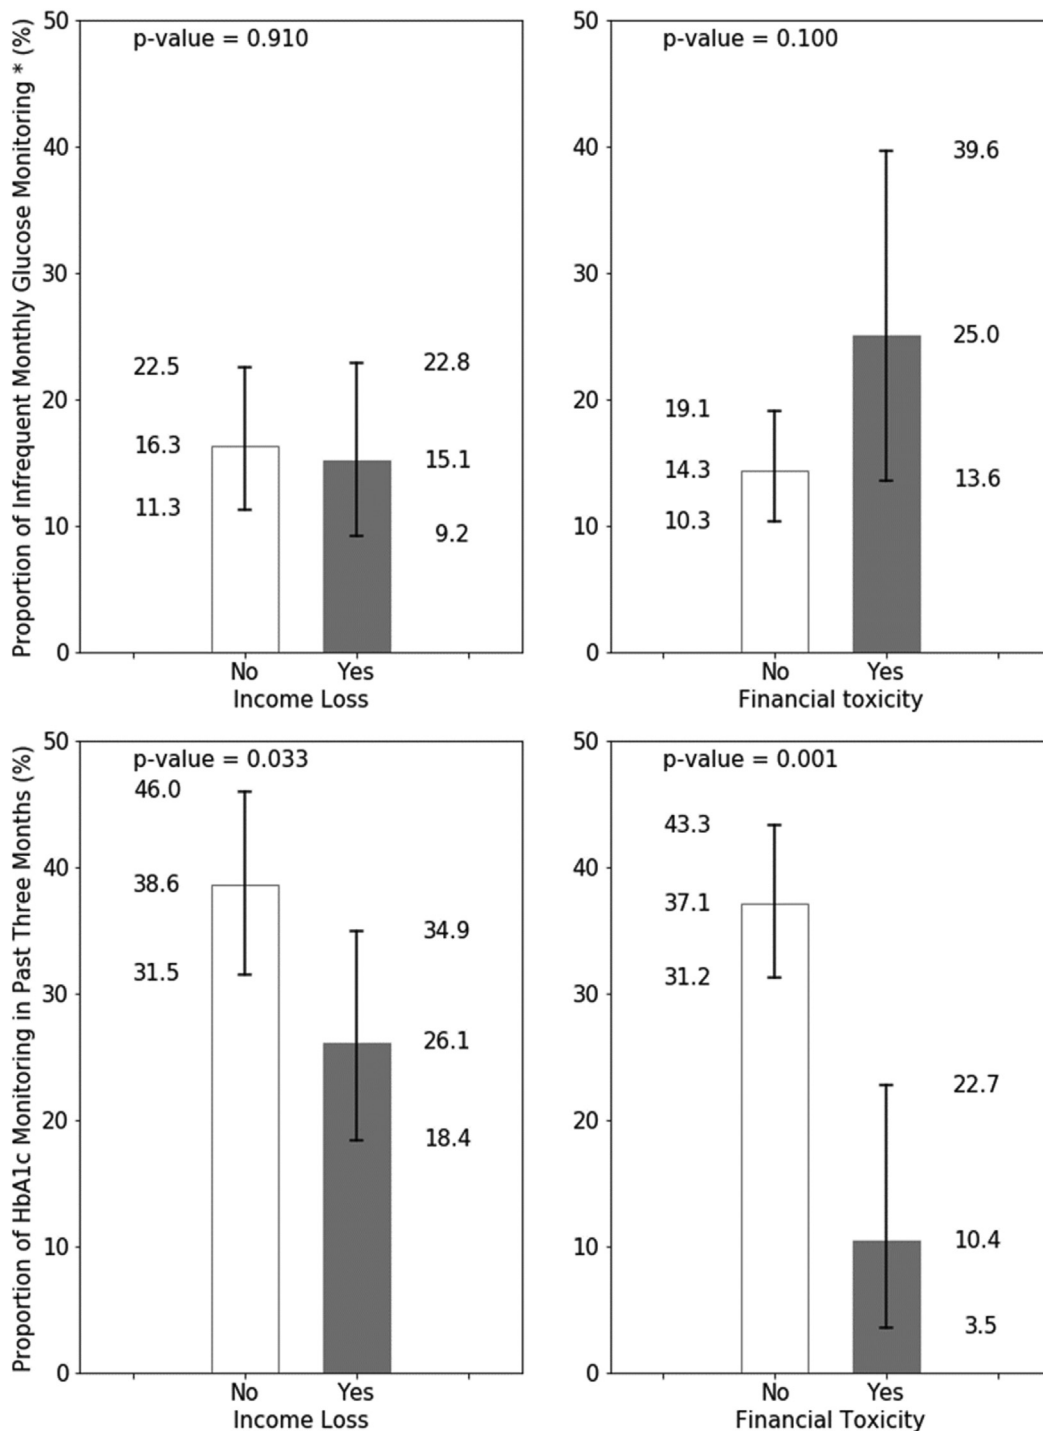 Proportion of Infrequent Monthly Glucose Monitoring * (%)
50
40
30
20
10
0
p-value = 0.910
22.5
16.3
11.3
22.8
15.1
9.2
No
Yes
Income Loss
50
40
30
20
10
0
p-value = 0.100
19.1
14.3
10.3
39.6
25.0
13.6
No
Yes
Financial toxicity
Proportion of HbA1c Monitoring in Past Three Months (%)
50
40
30
20
10
0
p-value = 0.033
46.0
38.6
31.5
34.9
26.1
18.4
No
Yes
Income Loss
50
40
30
20
10
0
p-value = 0.001
43.3
37.1
31.2
22.7
10.4
3.5
No
Yes
Financial Toxicity